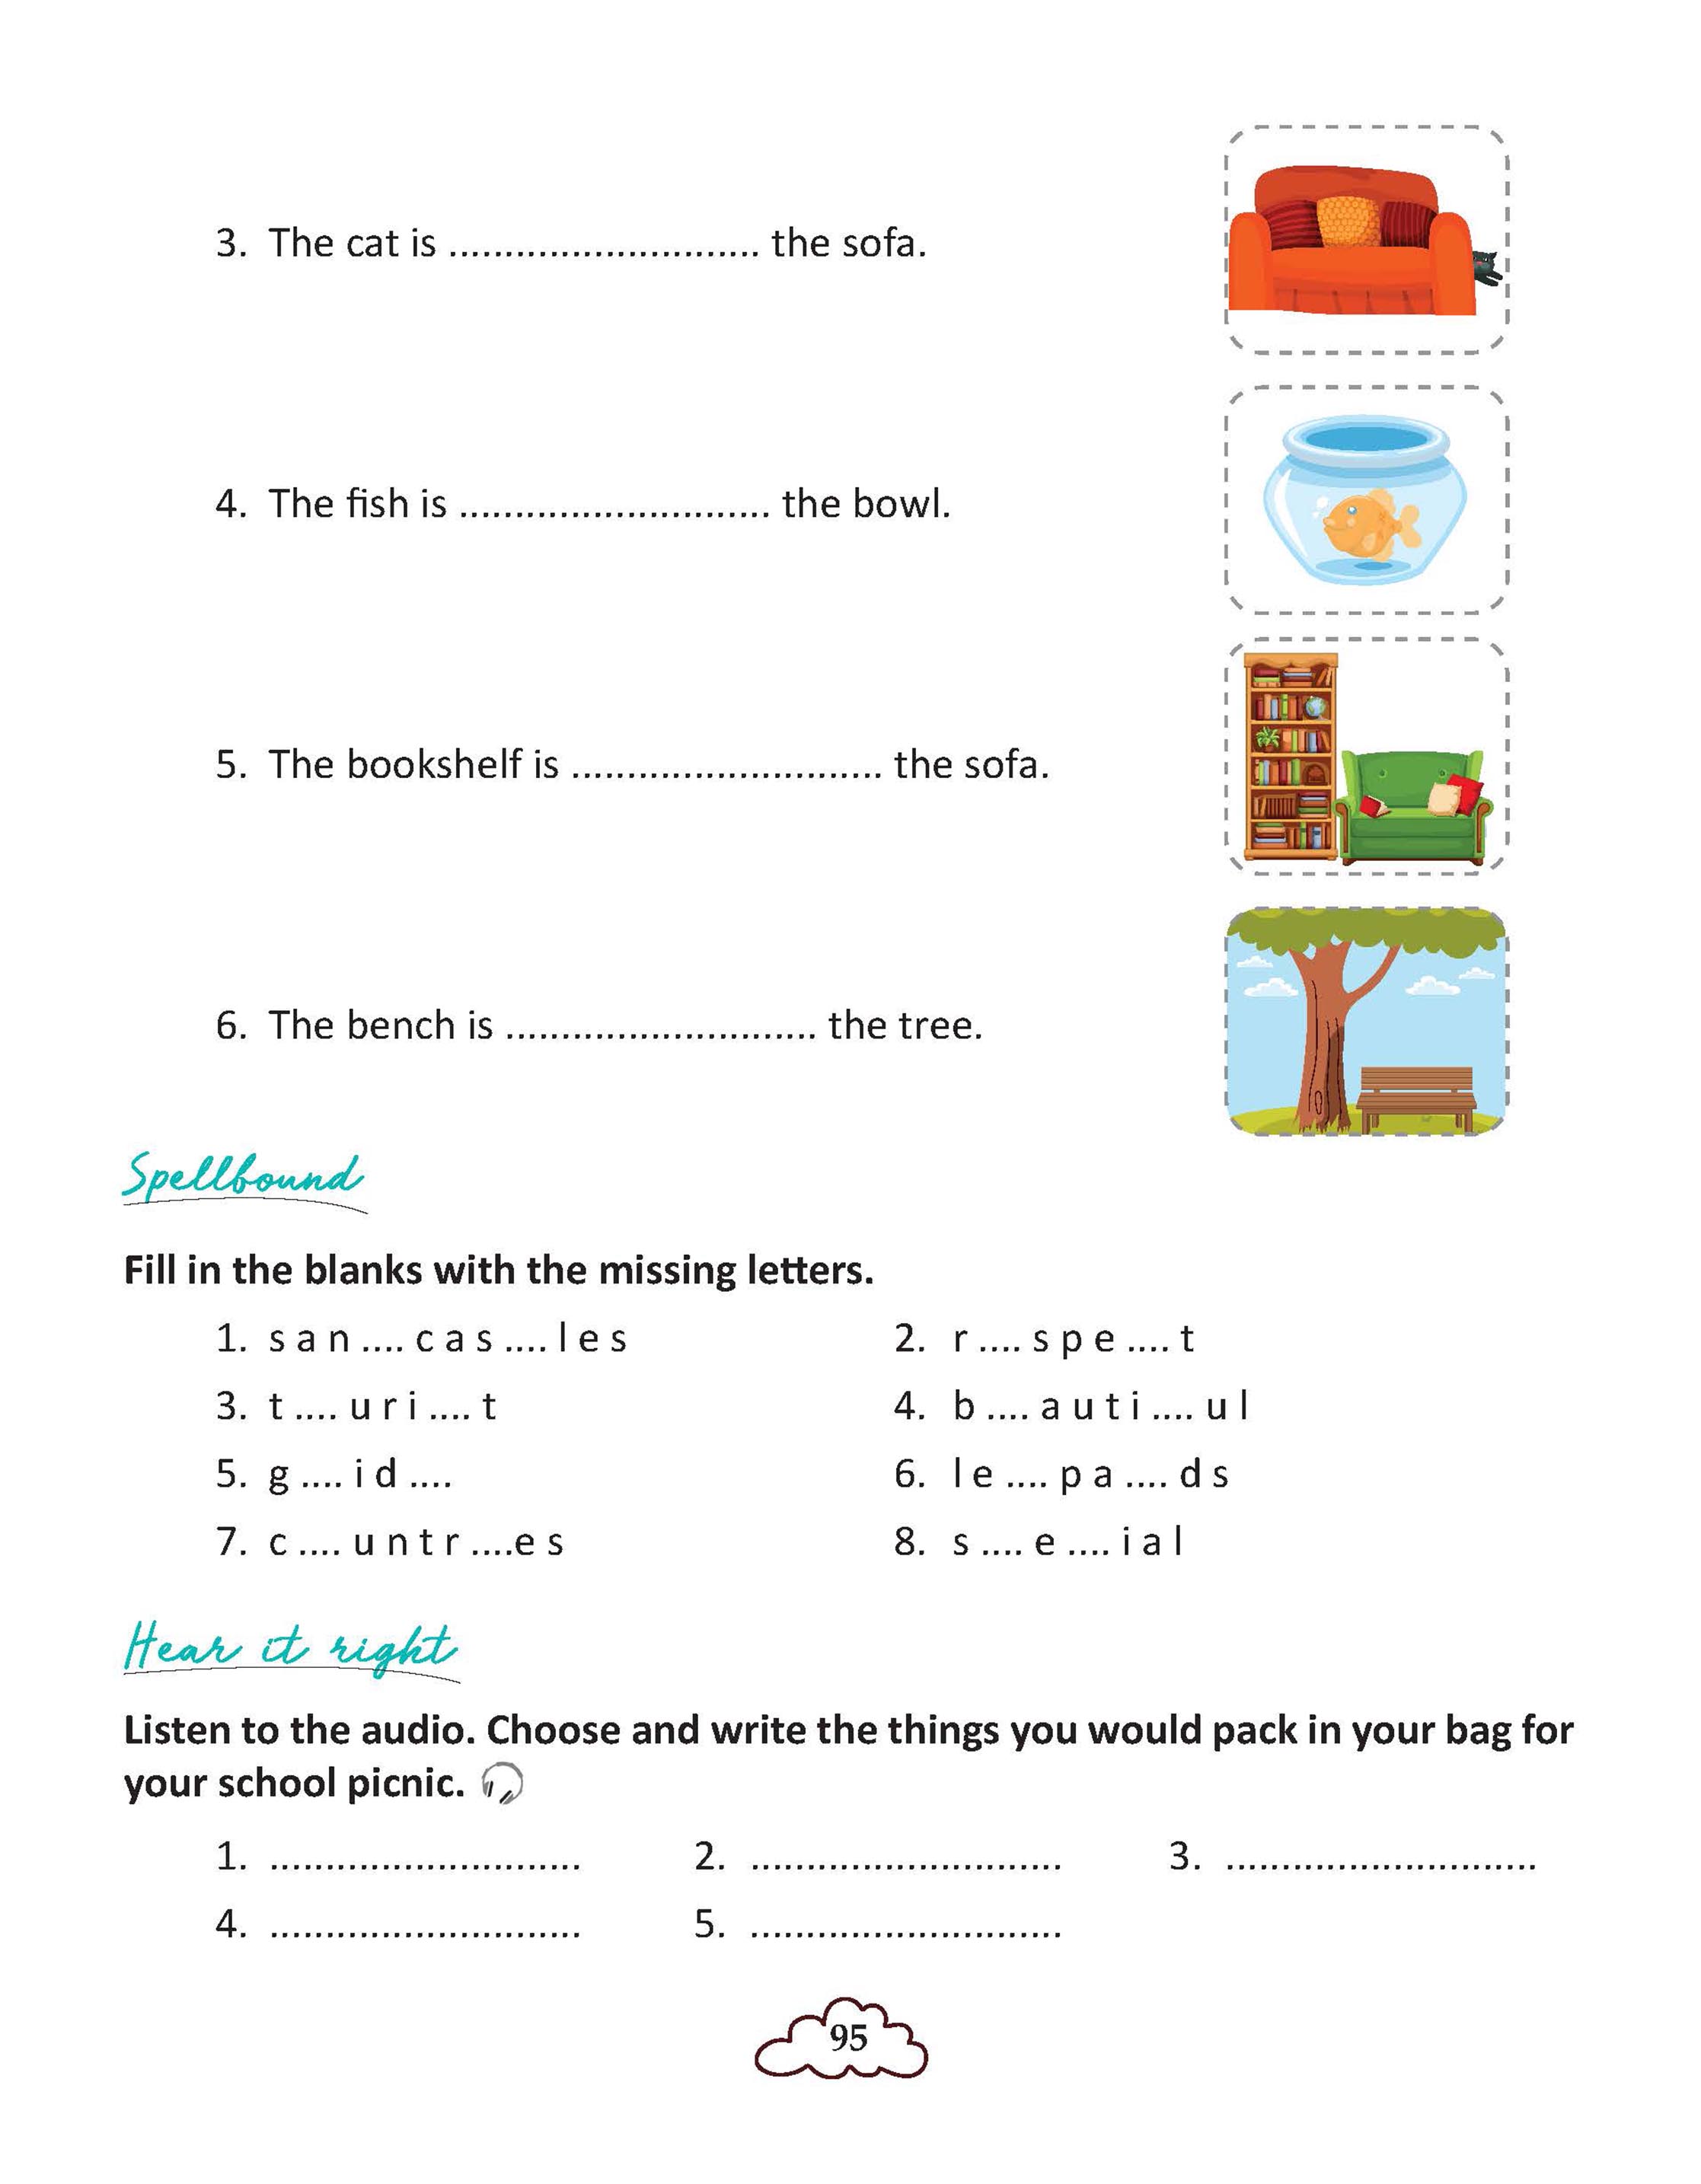 3. The cat is ............................ the sofa.
4. The fish is ............................ the bowl.
5. The bookshelf is ............................ the sofa.
6. The bench is ............................ the tree.
Spellbound
Fill in the blanks with the missing letters.
1. s a n .... c a s .... l e s
2. r .... s p e .... t
3. t .... u r i .... t
4. b .... a u t i .... u l
5. g .... i d ....
6. l e .... p a .... d s
7. c .... u n t r ....e s
8. s .... e .... i a l
Hear it right
Listen to the audio. Choose and write the things you would pack in your bag for
your school picnic.
1. ............................
2. ............................
3. ............................
4. ............................
5. ............................
95